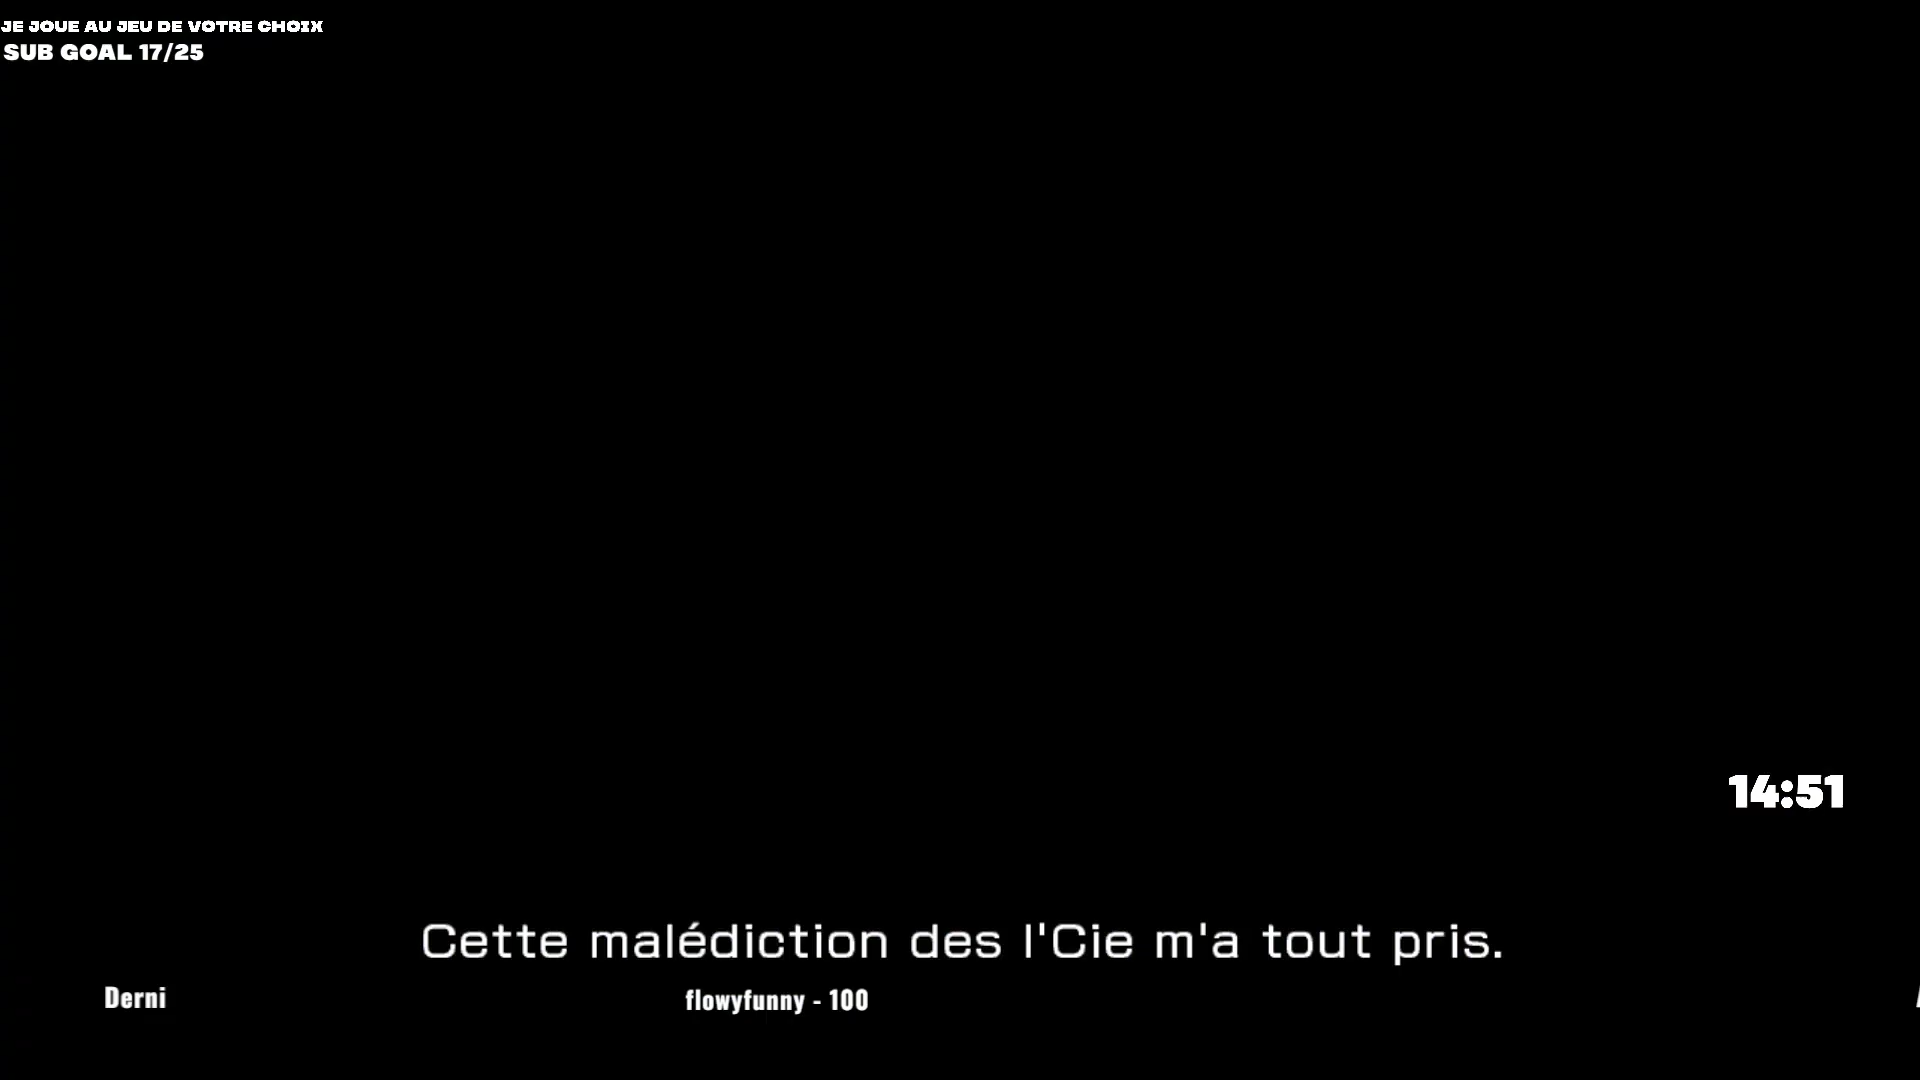 JE JOUE AU JEU DE VOTRE CHOIX
SUB GOAL 17/25
14:51
Cette malédiction des l'Cie m'a tout pris.
Derni
flowyfunny - 100